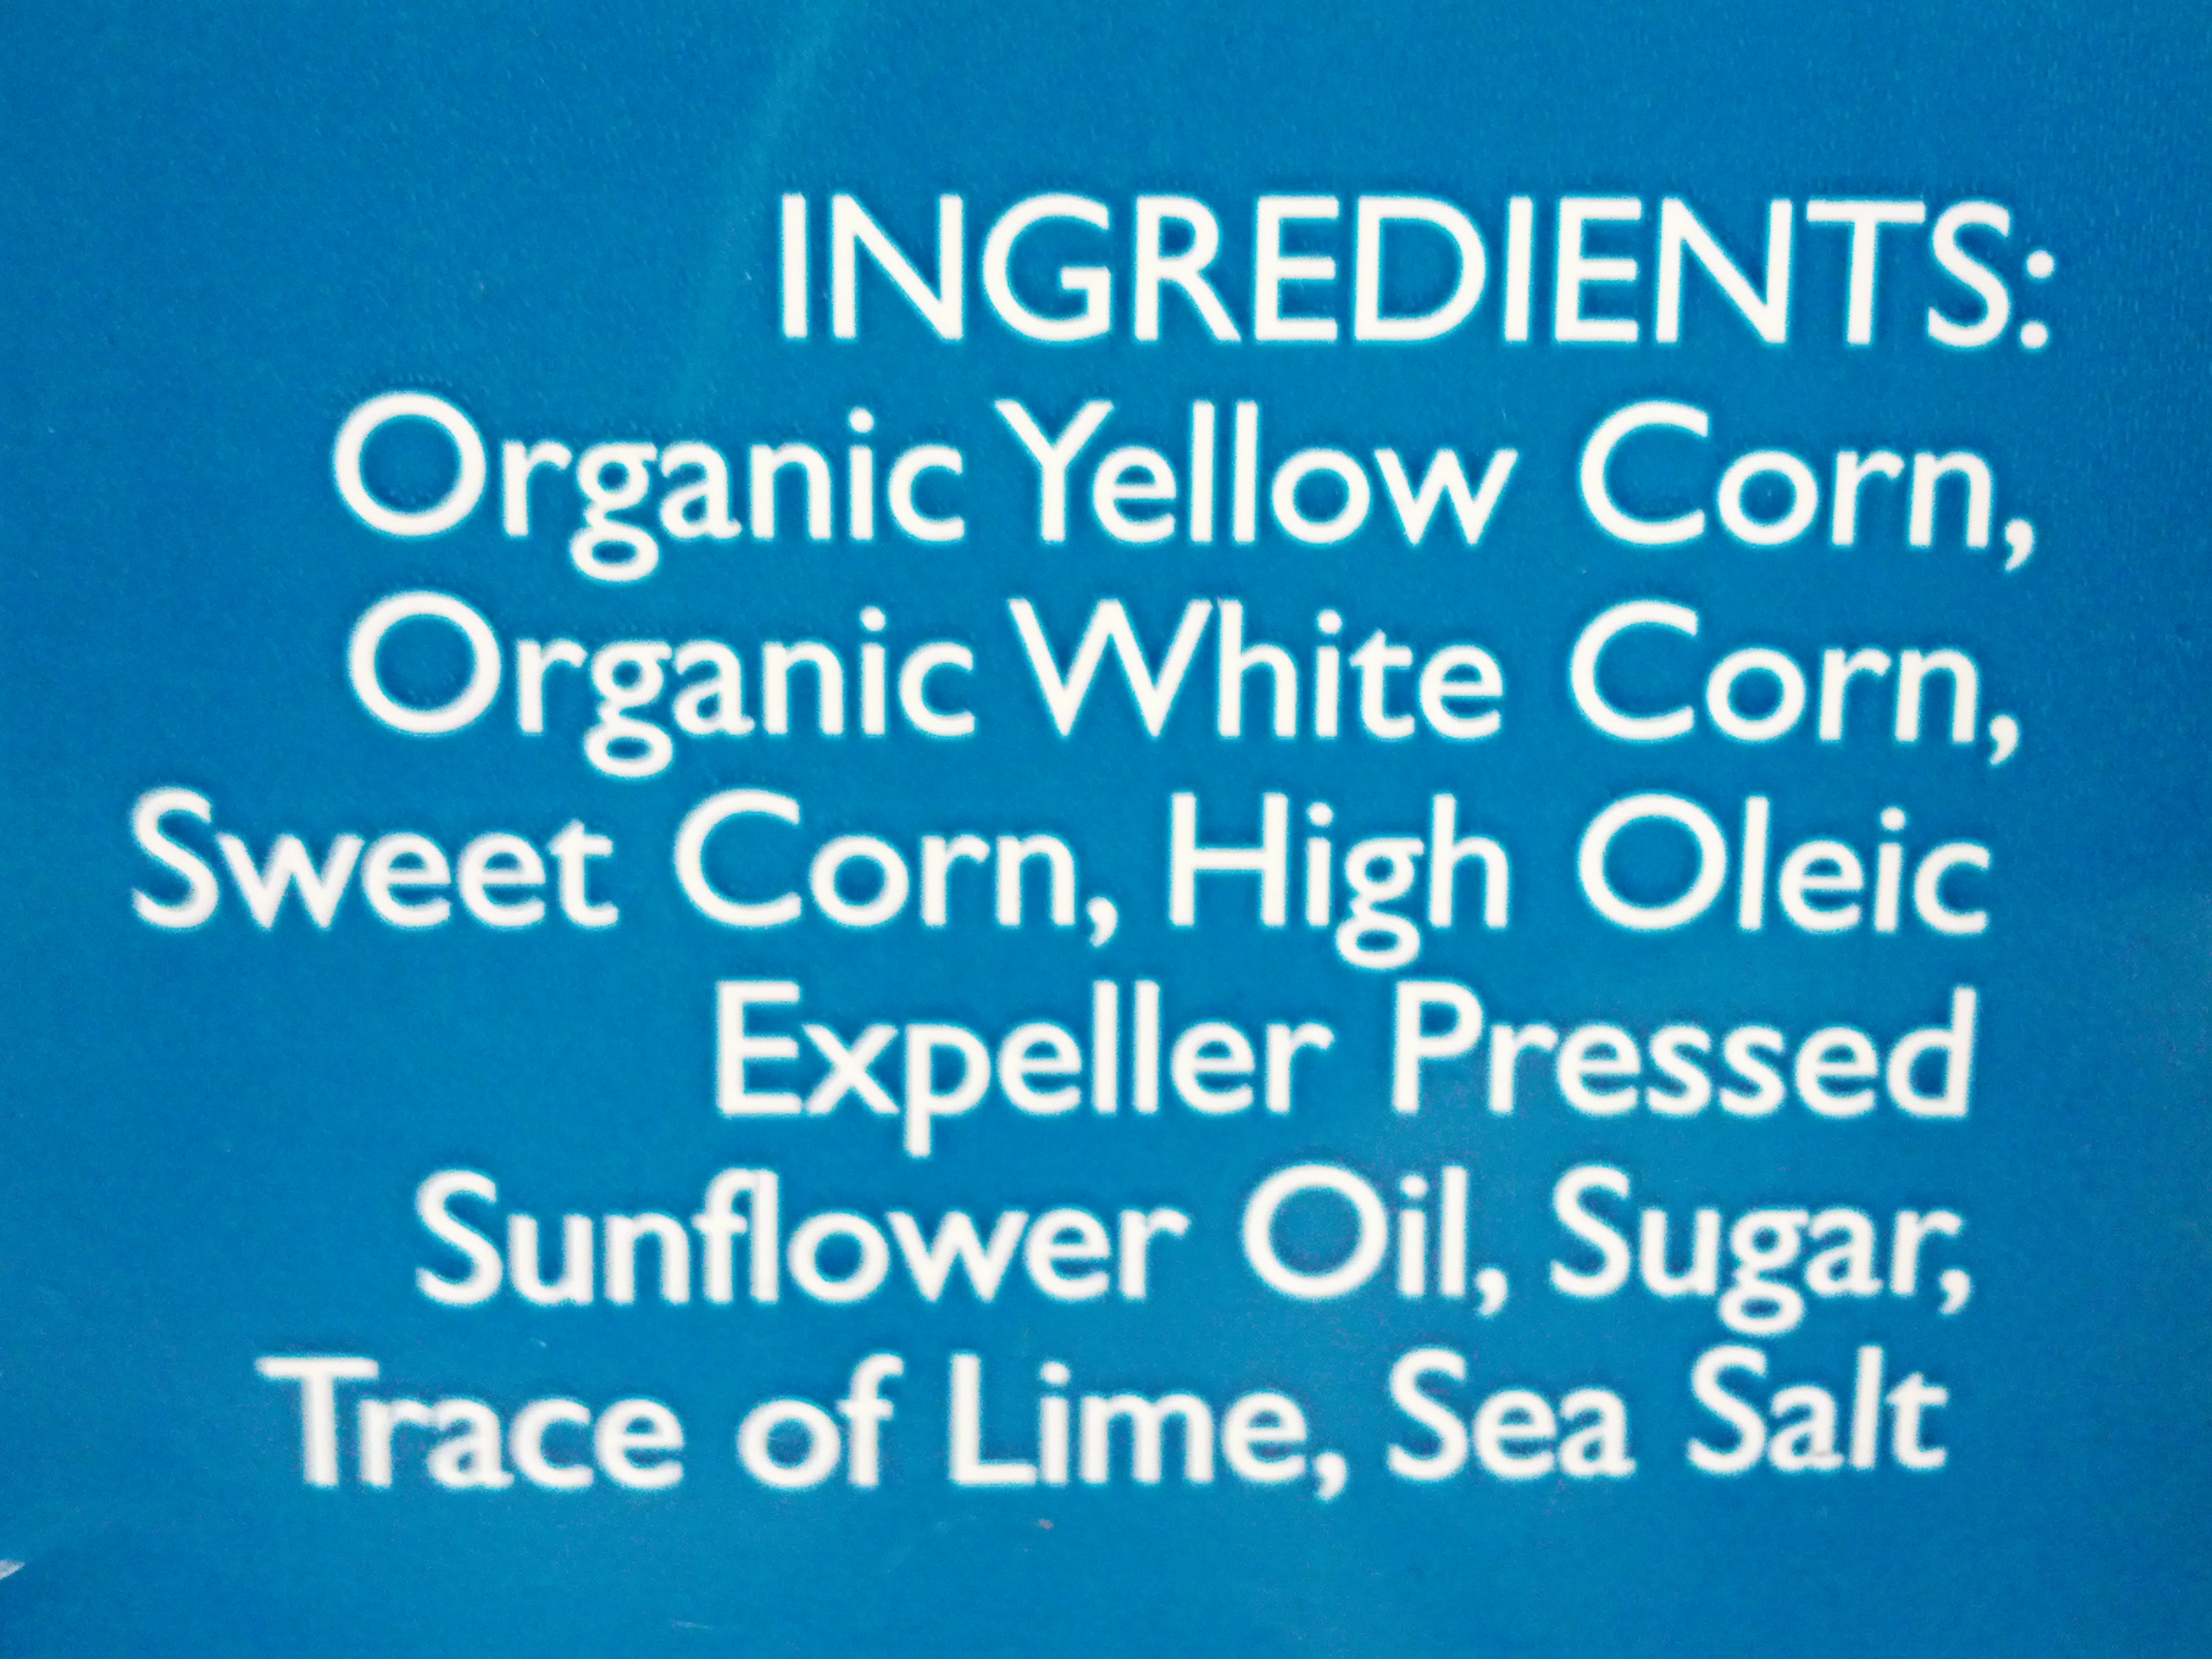 INGREDIENTS:
Organic Yellow Corn,
Organic White Corn,
Sweet Corn, High Oleic
Expeller Pressed
Sunflower Oil, Sugar,
Trace of Lime, Sea Salt